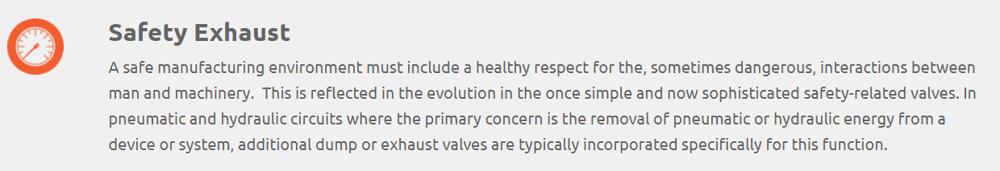 Safety Exhaust
A safe manufacturing environment must include a healthy respect for the, sometimes dangerous, interactions between
man and machinery.  This is reflected in the evolution in the once simple and now sophisticated safety-related valves. In
pneumatic and hydraulic circuits where the primary concern is the removal of pneumatic or hydraulic energy from a
device or system, additional dump or exhaust valves are typically incorporated specifically for this function.